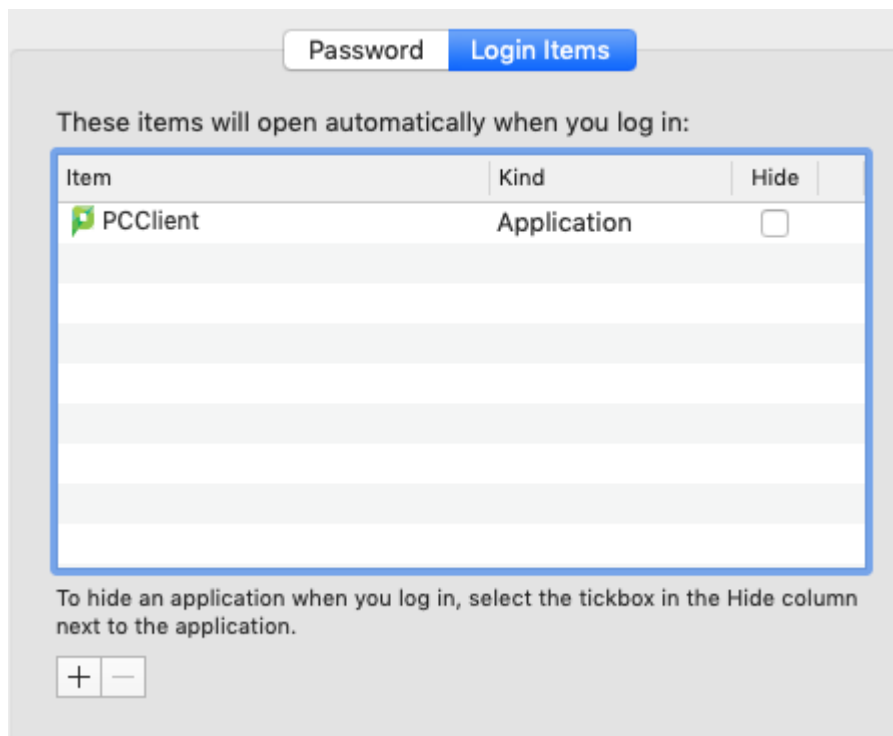 Password Login Items
These items will open automatically when you log in:
Item Kind Hide
PCClient Application
To hide an application when you log in, select the tickbox in the Hide column
next to the application.
+ −